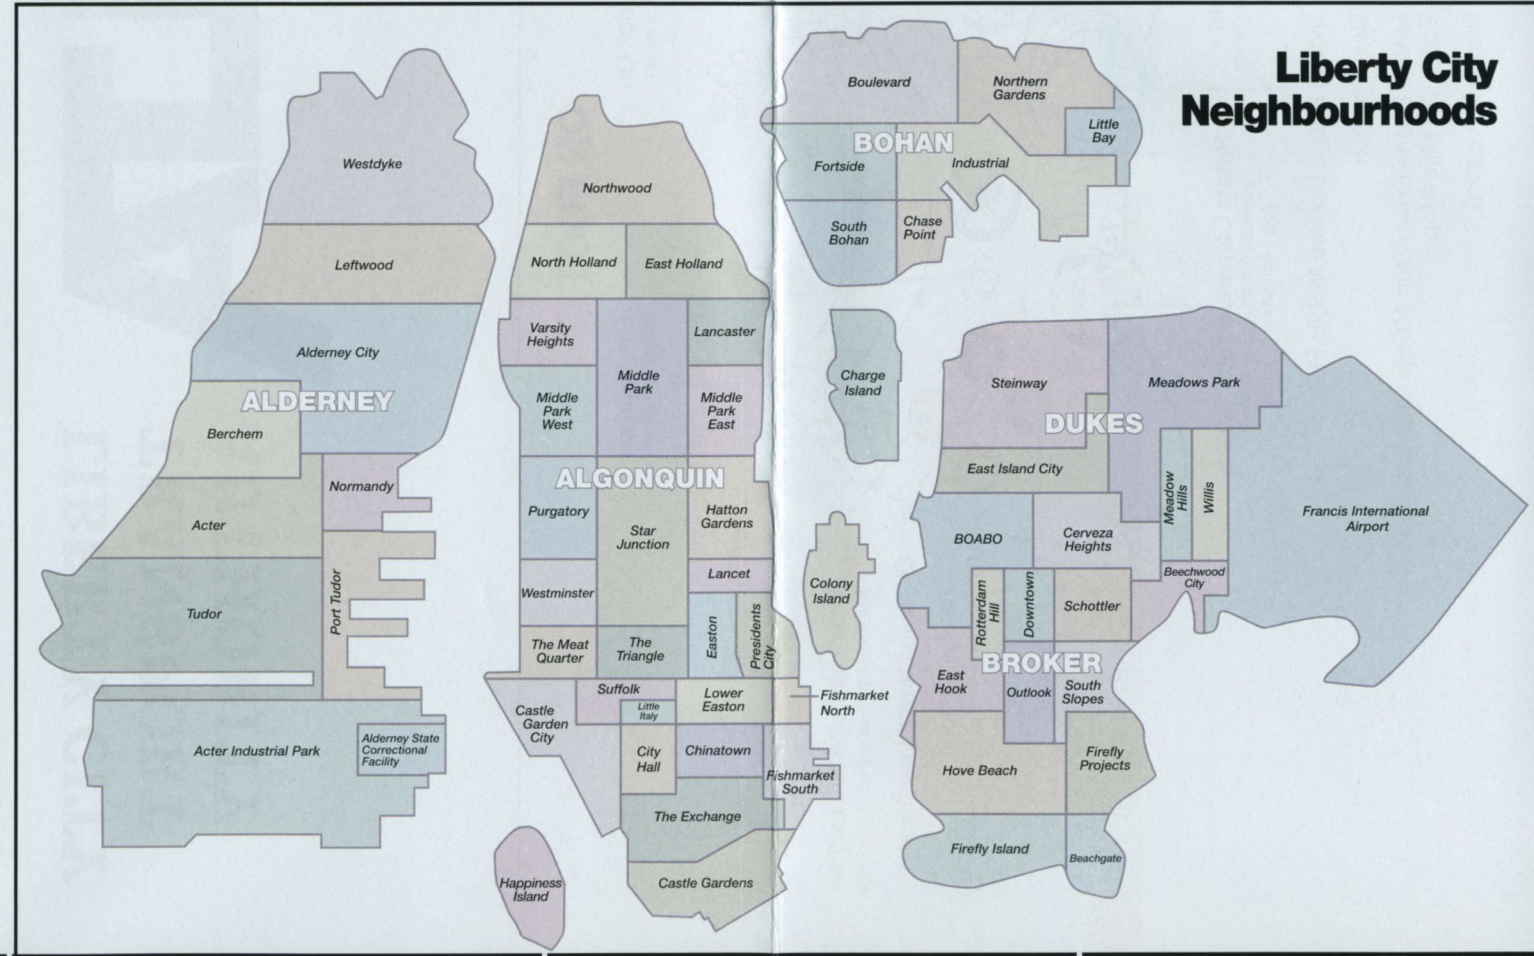 Liberty City
Neighbourhoods
ALDERNEY
Westdyke
Leftwood
Alderney City
Berchem
Normandy
Acter
Port Tudor
Tudor
Acter Industrial Park
Alderney State
Correctional
Facility
ALGONQUIN
Northwood
North Holland
East Holland
Varsity
Heights
Middle
Park
Lancaster
Middle
Park
West
Middle
Park
East
Purgatory
Star
Junction
Hatton
Gardens
Lancet
Westminster
The Meat
Quarter
The
Triangle
Easton
Presidents
City
Suffolk
Lower
Easton
Fishmarket
North
Castle
Garden
City
Little
Italy
City
Hall
Chinatown
Fishmarket
South
The Exchange
Castle Gardens
Happiness
Island
BOHAN
Boulevard
Northern
Gardens
Little
Bay
Fortside
Industrial
South
Bohan
Chase
Point
Charge
Island
Colony
Island
DUKES
Steinway
Meadows Park
East Island City
Meadow
Hills
Willis
Francis International
Airport
BOABO
Cerveza
Heights
Beechwood
City
BROKER
Rotterdam
Hill
Downtown
Schottler
East
Hook
Outlook
South
Slopes
Hove Beach
Firefly
Projects
Firefly Island
Beachgate